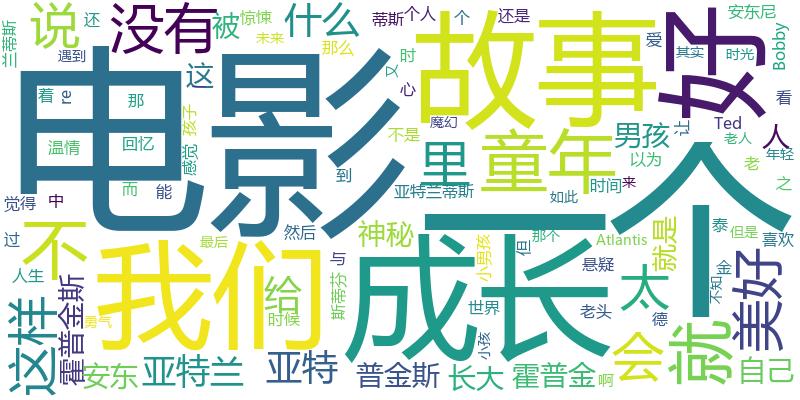 电影
一个
成长
故事
我们
好
童年
不
没有
说
里
就
给
太
会
美好
这样
亚特
亚特兰
霍普金斯
霍普金
普金斯
安东
长大
自己
神秘
男孩
什么
被
这
就是
人
惊悚
还
未来
那么
遇到
兰蒂斯
着
re
那
温情
回忆
孩子
感觉
觉得
中
而
能
过
人生
最后
勇气
然后
时候
与
斯蒂芬
到
又
时
心
蒂斯
个人
个
还是
不是
魔幻
亚特兰蒂斯
小男孩
但
那个
如此
时间
来
以为
让
爱
其实
时光
安东尼
Bobby
看
Ted
老人
年轻
老
之
Atlantis
悬疑
世界
老头
小孩
啊
德
泰
但是
喜欢
金
不知